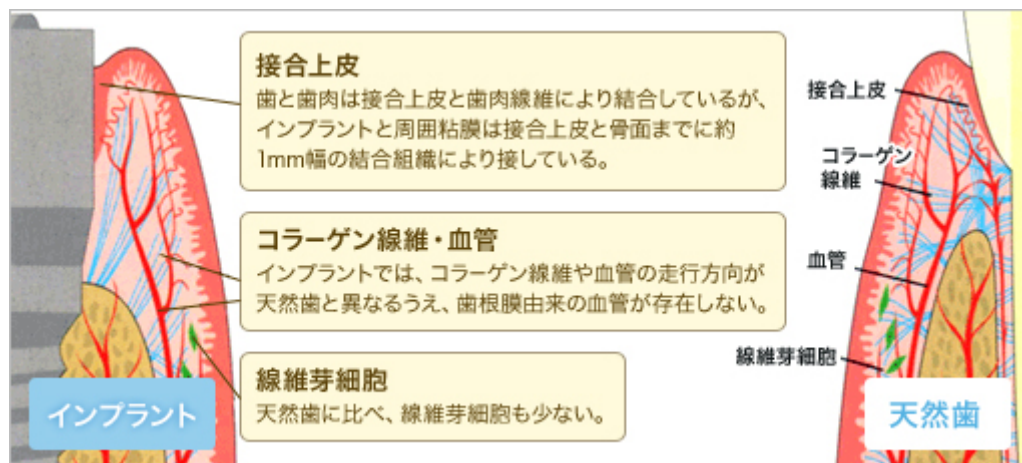 接合上皮
歯と歯肉は接合上皮と歯肉線維により結合しているが、
インプラントと周囲粘膜は接合上皮と骨面までに約
1mm幅の結合組織により接している。
コラーゲン線維・血管
インプラントでは、コラーゲン線維や血管の走行方向が
天然歯と異なるうえ、歯根膜由来の血管が存在しない。
線維芽細胞
天然歯に比べ、線維芽細胞も少ない。
インプラント
接合上皮
コラーゲン
線維
血管
線維芽細胞
天然歯